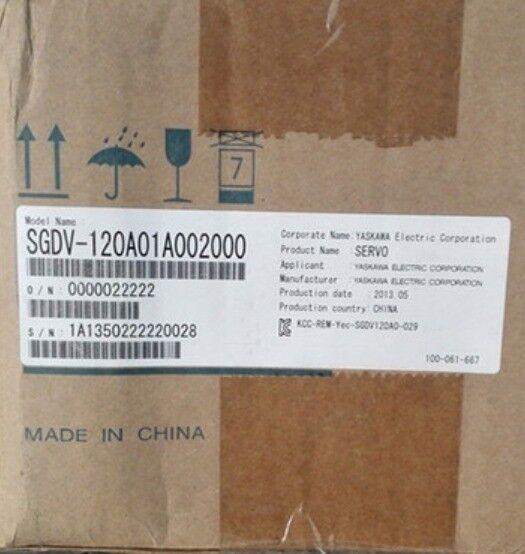 7
Model Name :
SGDV-120A01A002000
O/N: 0000022222
S/N: 1A1350222220028
Corporate Name: YASKAWA Electric Corporation
Product Name : SERVO
Applicant : YASKAWA ELECTRIC CORPORATION
Manufacturer : YASKAWA ELECTRIC CORPORATION
Production date : 2013.05
Production country: CHINA
KCC-REM-Yec-SGDV120A0-029
100-061-667
MADE IN CHINA